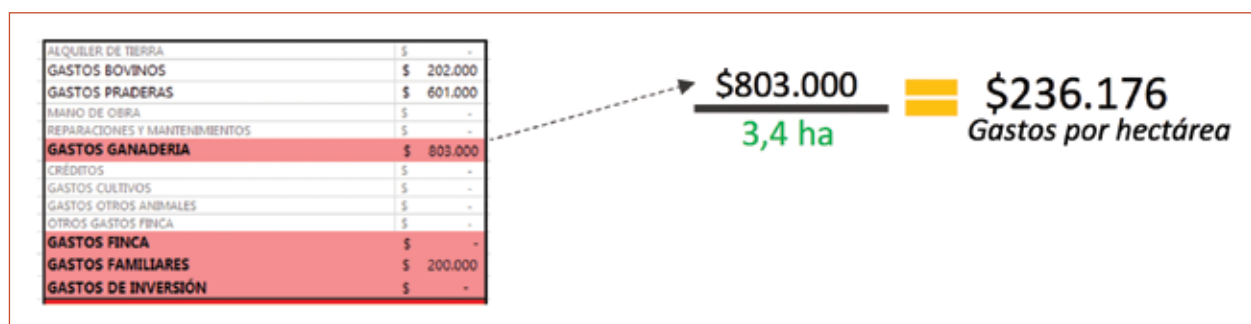 ALQUILER DE TIERRA $ -
GASTOS BOVINOS $ 202.000
GASTOS PRADERAS $ 601.000
MANO DE OBRA $ -
REPARACIONES Y MANTENIMIENTOS $ -
GASTOS GANADERIA $ 803.000
CRÉDITOS $ -
GASTOS CULTIVOS $ -
GASTOS OTROS ANIMALES $ -
OTROS GASTOS FINCA $ -
GASTOS FINCA $ -
GASTOS FAMILIARES $ 200.000
GASTOS DE INVERSIÓN $ -
$803.000
3,4 ha
= $236.176
Gastos por hectárea